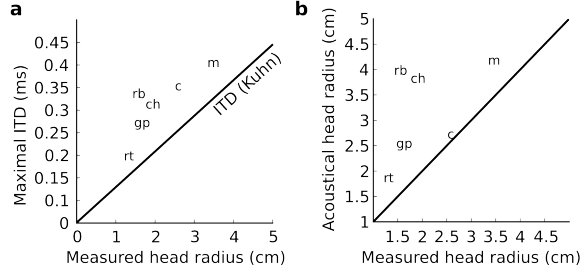 a
Maximal ITD (ms)
0.45
0.4
0.35
0.3
0.25
0.2
0.15
0.1
0
m
c
rb
ch
gp
rt
ITD (Kuhn)
0 1 2 3 4 5
Measured head radius (cm)
b
Acoustical head radius (cm)
5
4.5
4
3.5
3
2.5
2
1.5
1
m
rb
ch
c
gp
rt
1.5 2 2.5 3 3.5 4 4.5
Measured head radius (cm)